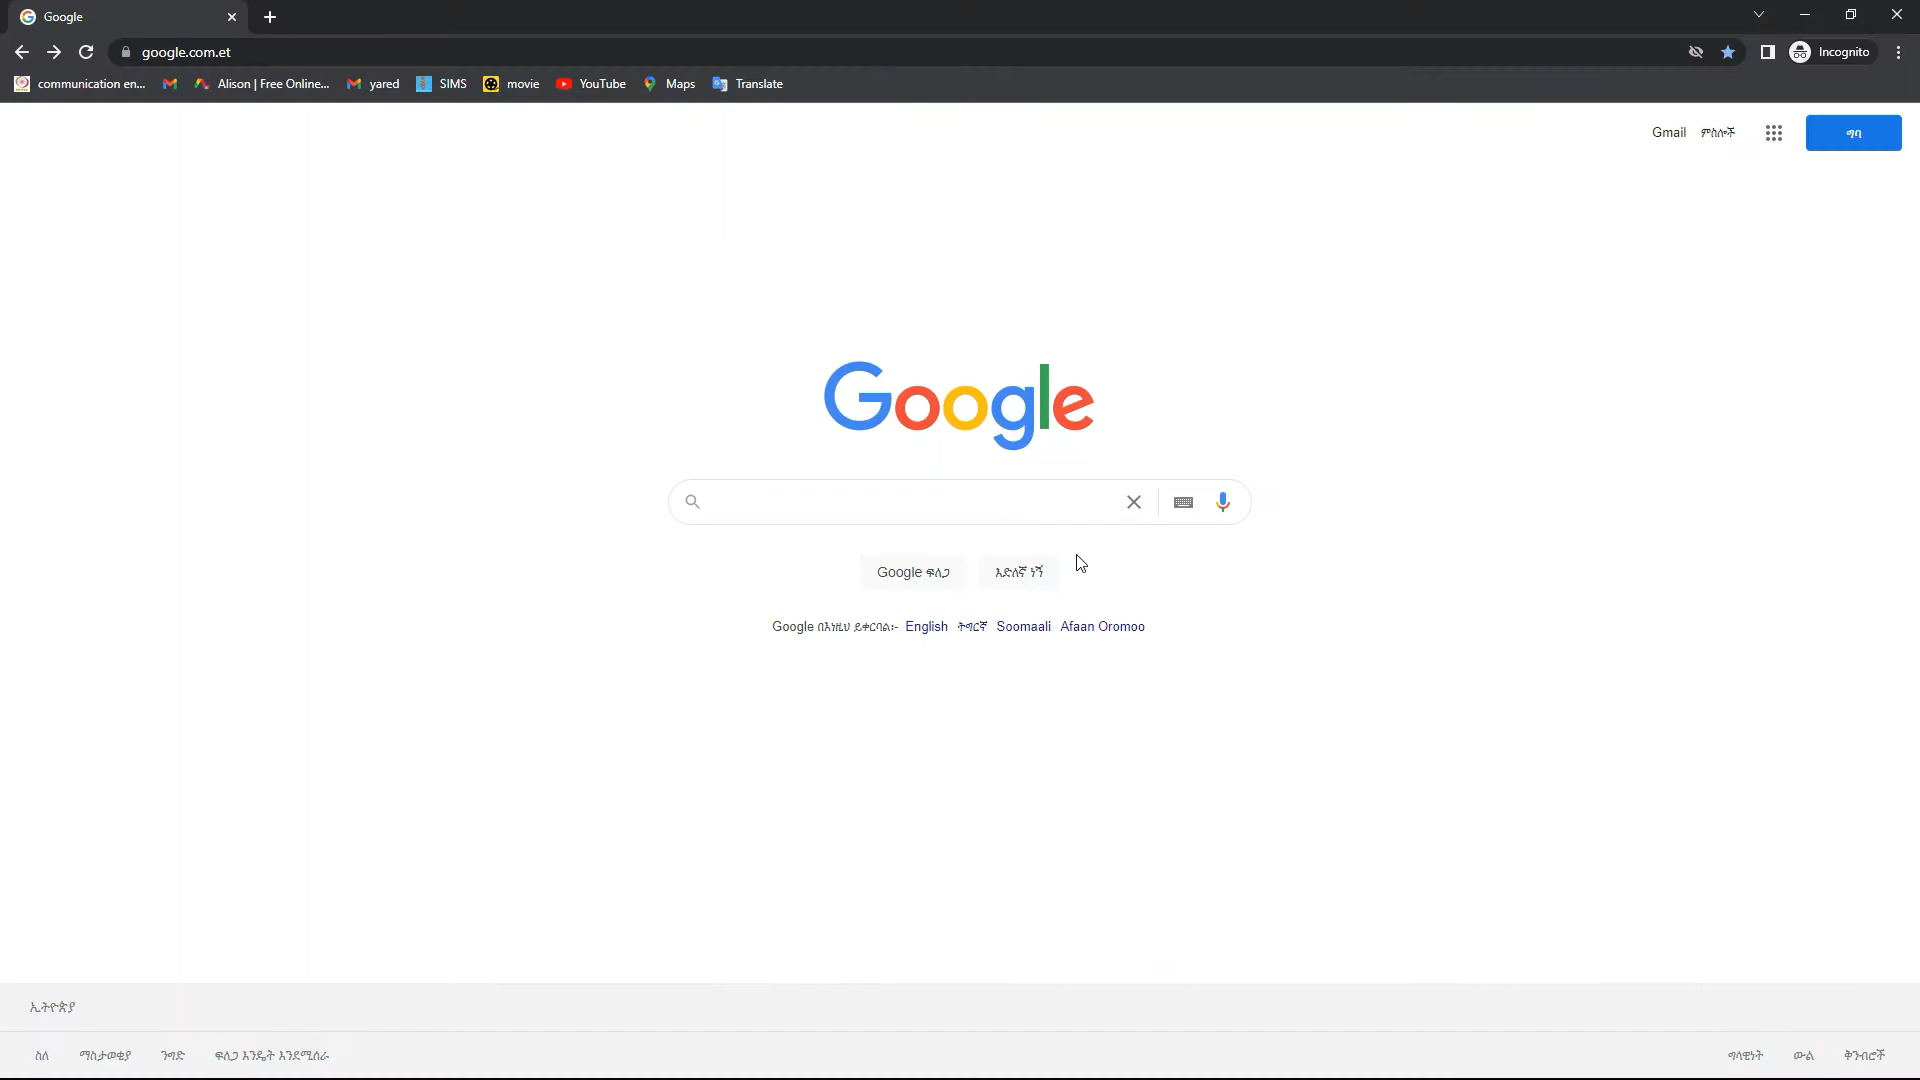 Google
google.com.et
Incognito
communication en...
Alison | Free Online...
yared
SIMS
movie
YouTube
Maps
Translate
Gmail ምስሎች
ግባ
Google
Google ፍለጋ
እድለኛ ነኝ
Google በእነዚህ ይቀርባል፦ English ትግርኛ Soomaali Afaan Oromoo
ኢትዮጵያ
ስለ ማስታወቂያ ንግድ ፍለጋ እንዴት እንደሚሰራ ግላዊነት ውል ቅንብሮች